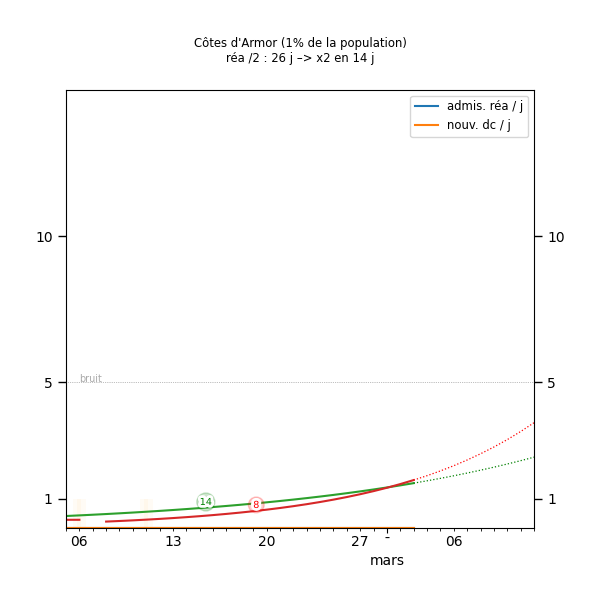 Côtes d'Armor (1% de la population)
réa /2 : 26 j –> x2 en 14 j
admis. réa / j
nouv. dc / j
10 10
bruit
5 5
14
8
1 1
06 13 20 27 - 06
mars